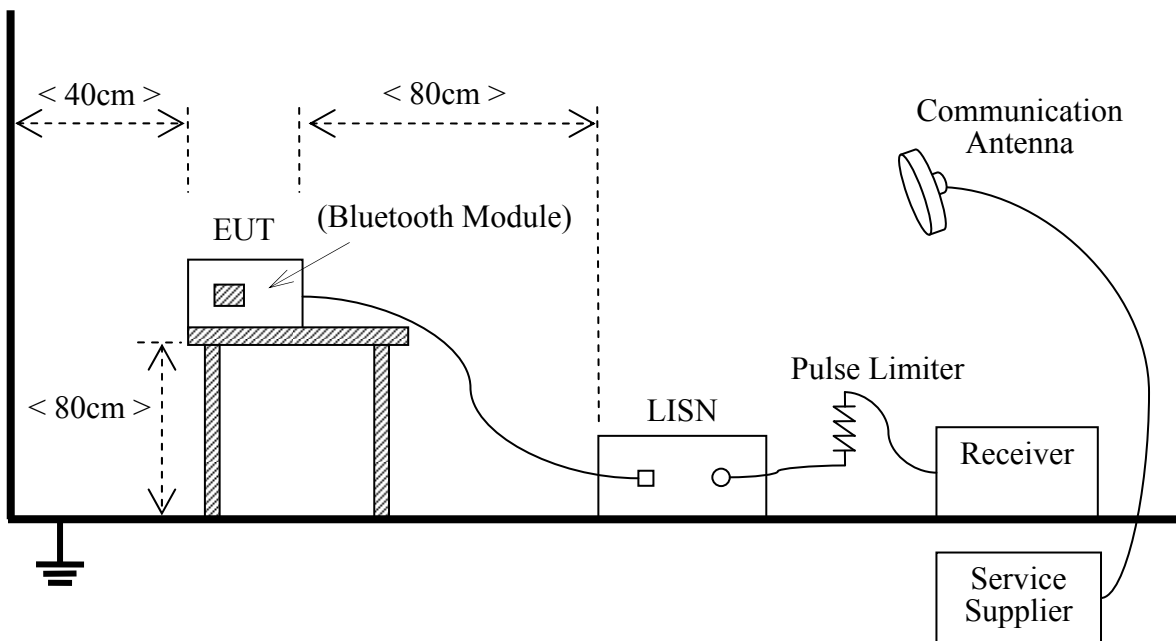 < 40cm >
< 80cm >
Communication
Antenna
(Bluetooth Module)
EUT
Pulse Limiter
< 80cm >
LISN
Receiver
Service
Supplier